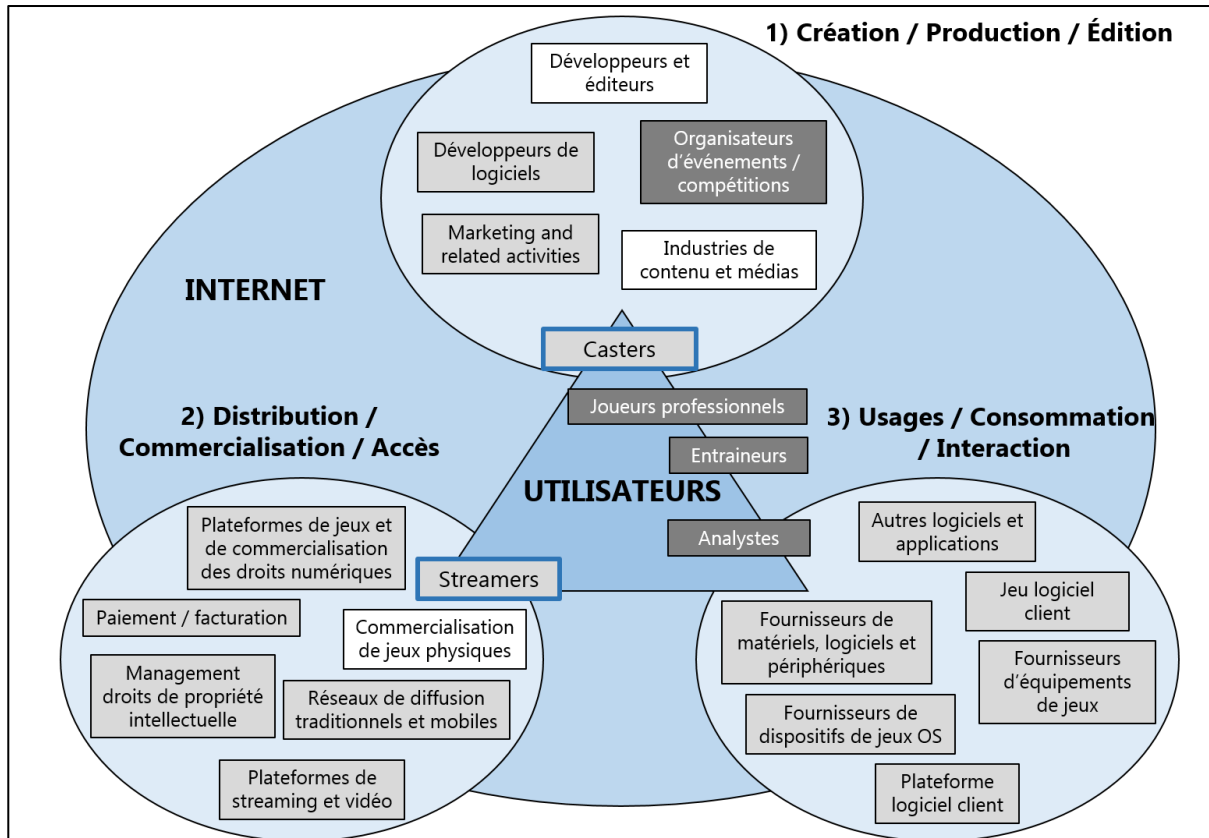 1) Création / Production / Édition
Développeurs et
éditeurs
Organisateurs
d'événements /
compétitions
Développeurs de
logiciels
Marketing and
related activities
Industries de
contenu et médias
INTERNET
Casters
Joueurs professionnels
2) Distribution /
Commercialisation / Accès
3) Usages / Consommation
/ Interaction
Entraineurs
UTILISATEURS
Analystes
Streamers
Plateformes de jeux et
de commercialisation
des droits numériques
Paiement / facturation
Commercialisation
de jeux physiques
Management
droits de propriété
intellectuelle
Réseaux de diffusion
traditionnels et mobiles
Plateformes de
streaming et vidéo
Autres logiciels et
applications
Jeu logiciel
client
Fournisseurs de
matériels, logiciels et
périphériques
Fournisseurs
d'équipements
de jeux
Fournisseurs de
dispositifs de jeux OS
Plateforme
logiciel client